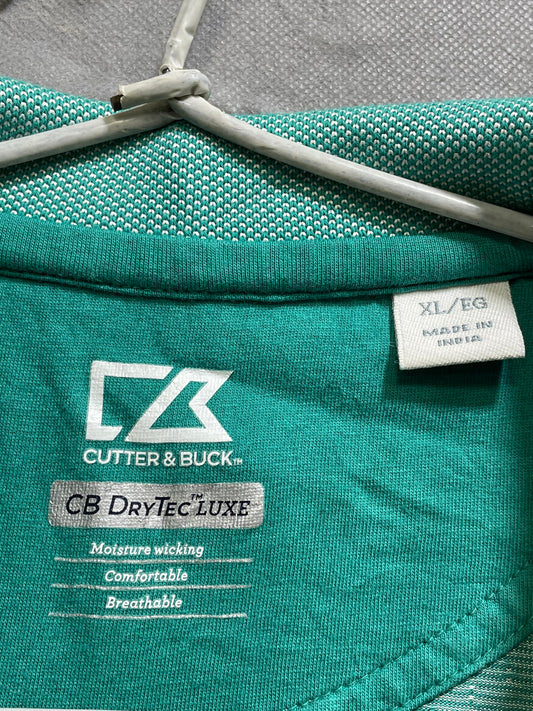 XL/EG
MADE IN
INDIA
CUTTER & BUCK™
CB DRYTEC™ LUXE
Moisture wicking
Comfortable
Breathable